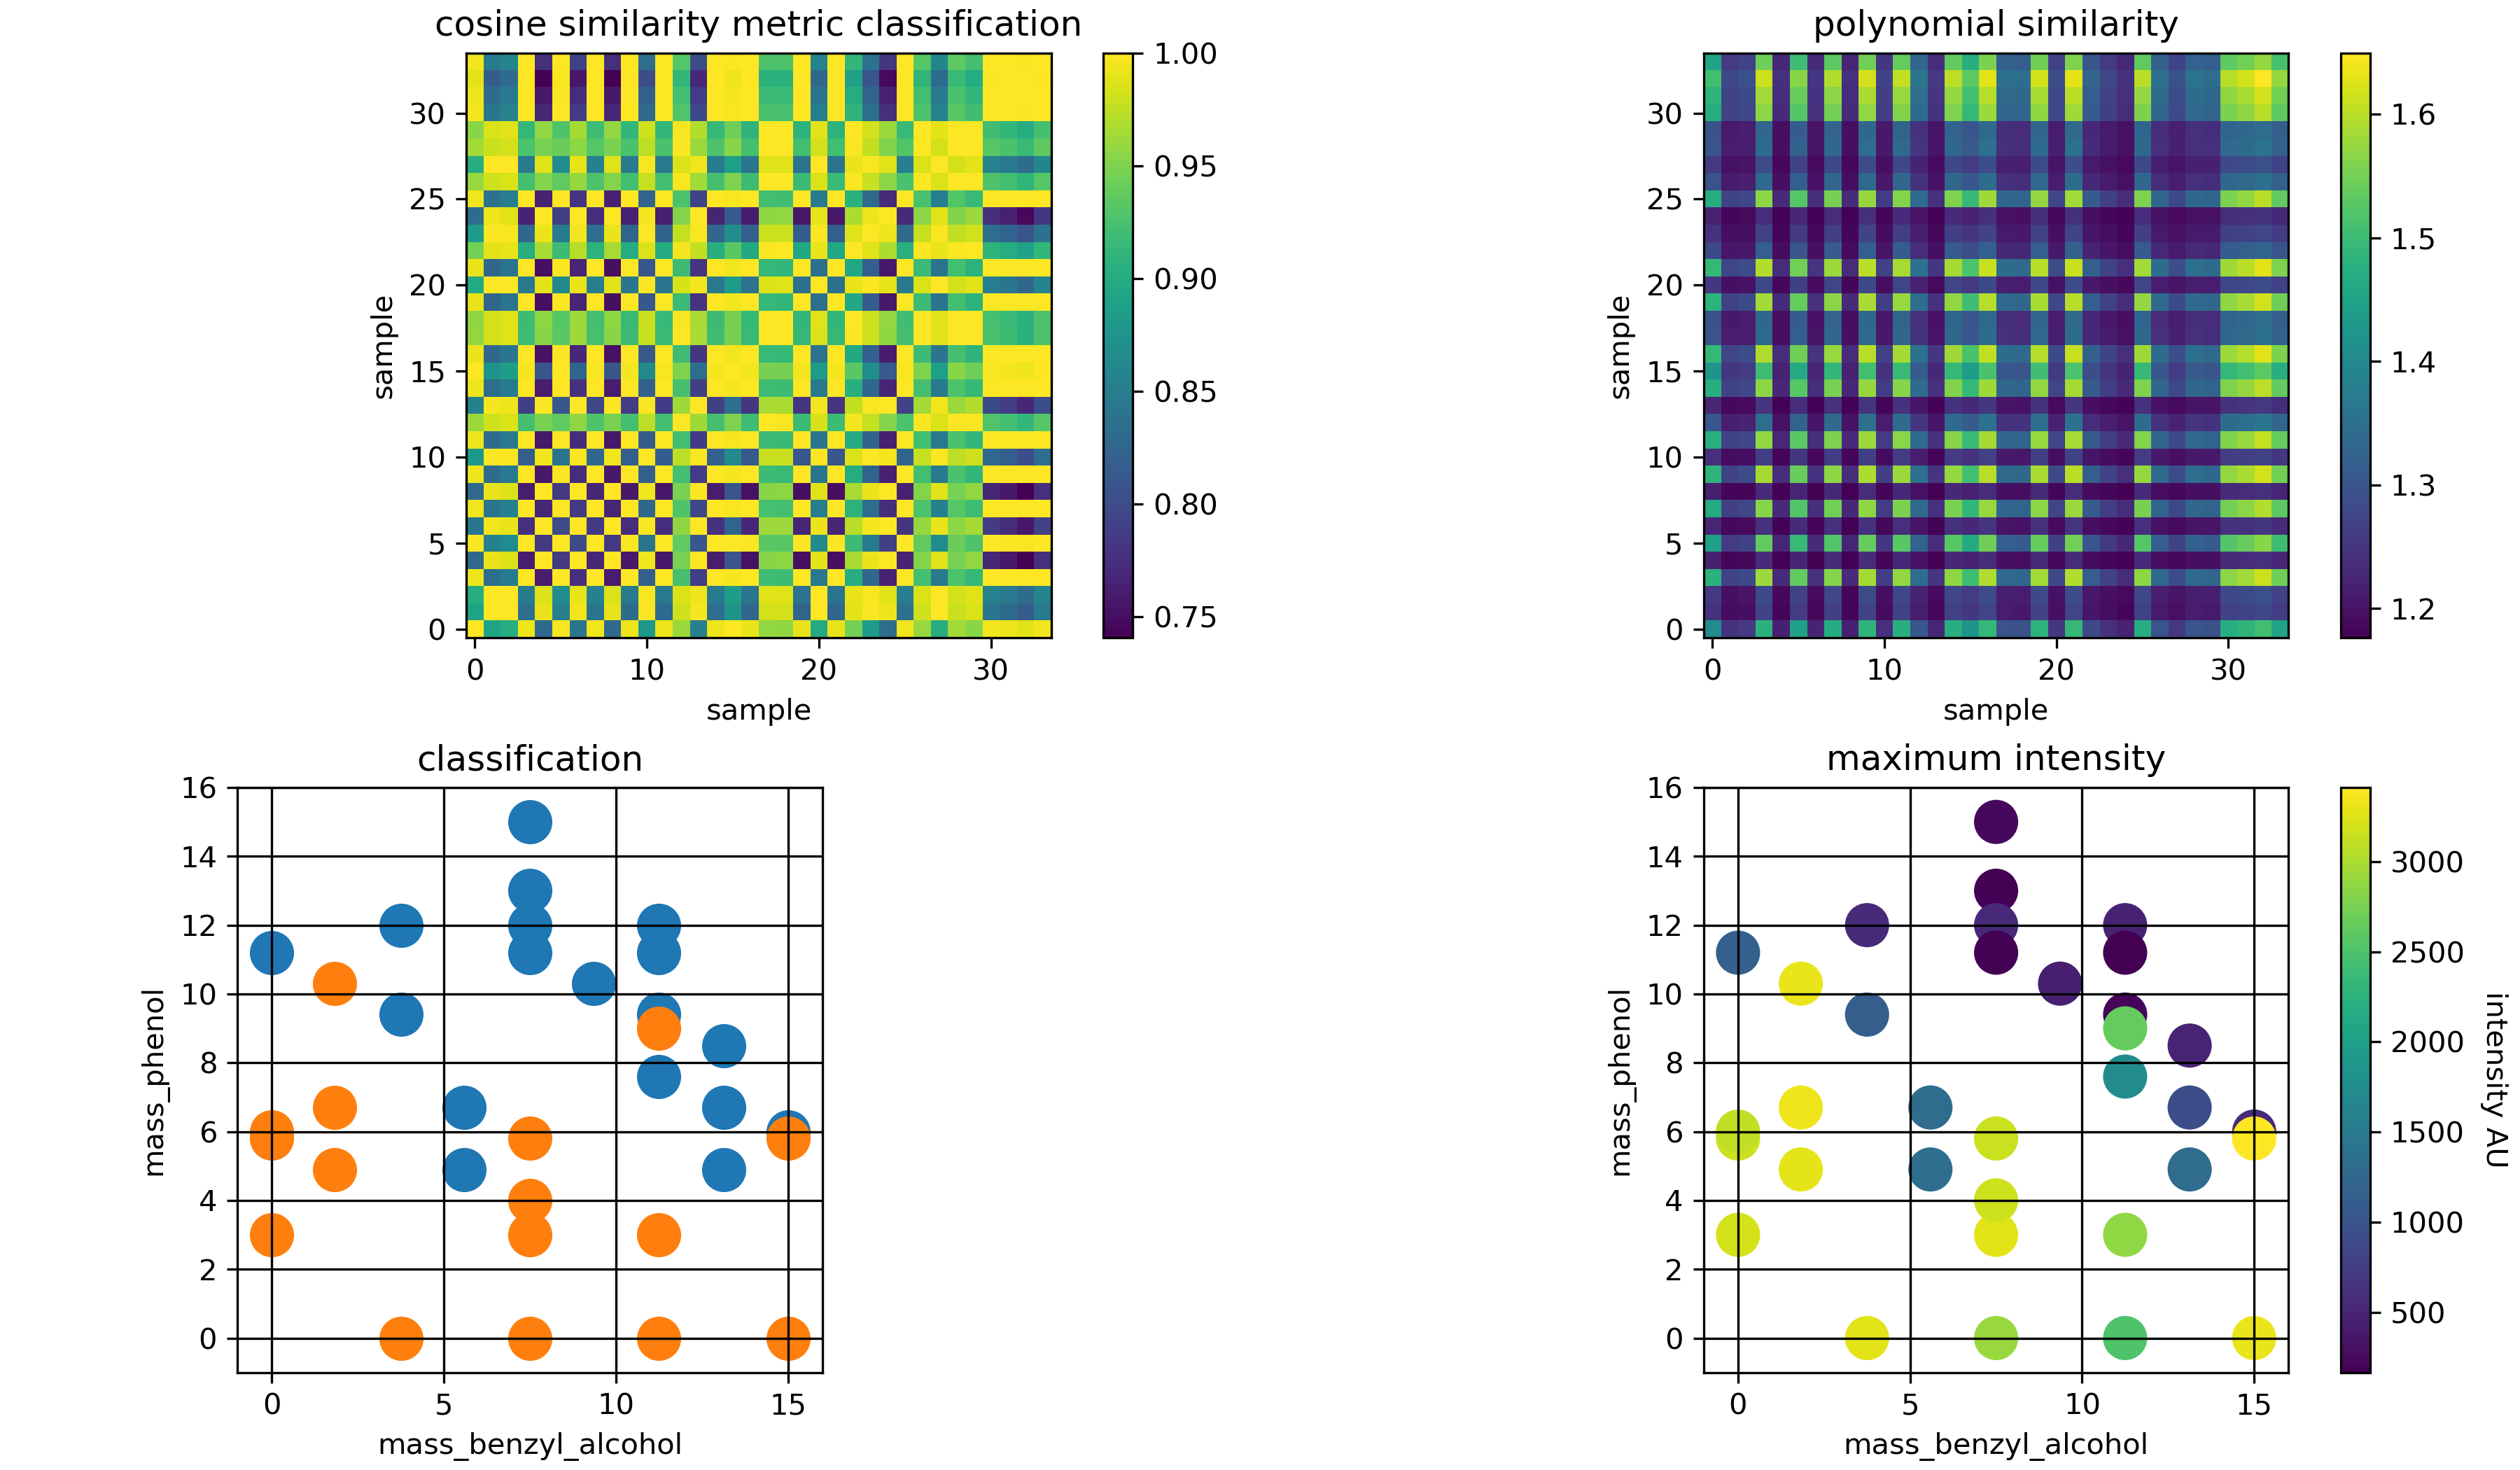 cosine similarity metric classification
30
25
20
15
10
5
0
sample
0 10 20 30
sample
1.00
0.95
0.90
0.85
0.80
0.75
polynomial similarity
30
25
20
15
10
5
0
sample
0 10 20 30
sample
1.6
1.5
1.4
1.3
1.2
classification
16
14
12
10
8
6
4
2
0
mass_phenol
0 5 10 15
mass_benzyl_alcohol
maximum intensity
16
14
12
10
8
6
4
2
0
mass_phenol
0 5 10 15
mass_benzyl_alcohol
3000
2500
2000
1500
1000
500
intensity AU